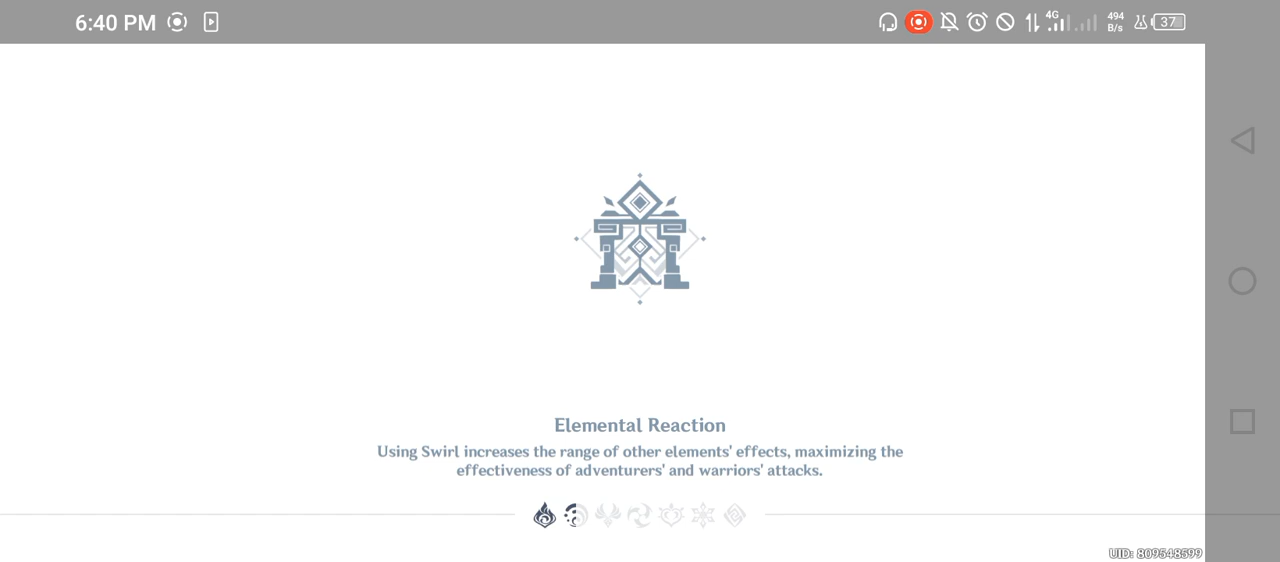 6:40 PM
4G
494
B/s
37
Elemental Reaction
Using Swirl increases the range of other elements' effects, maximizing the
effectiveness of adventurers' and warriors' attacks.
UID: 809548599